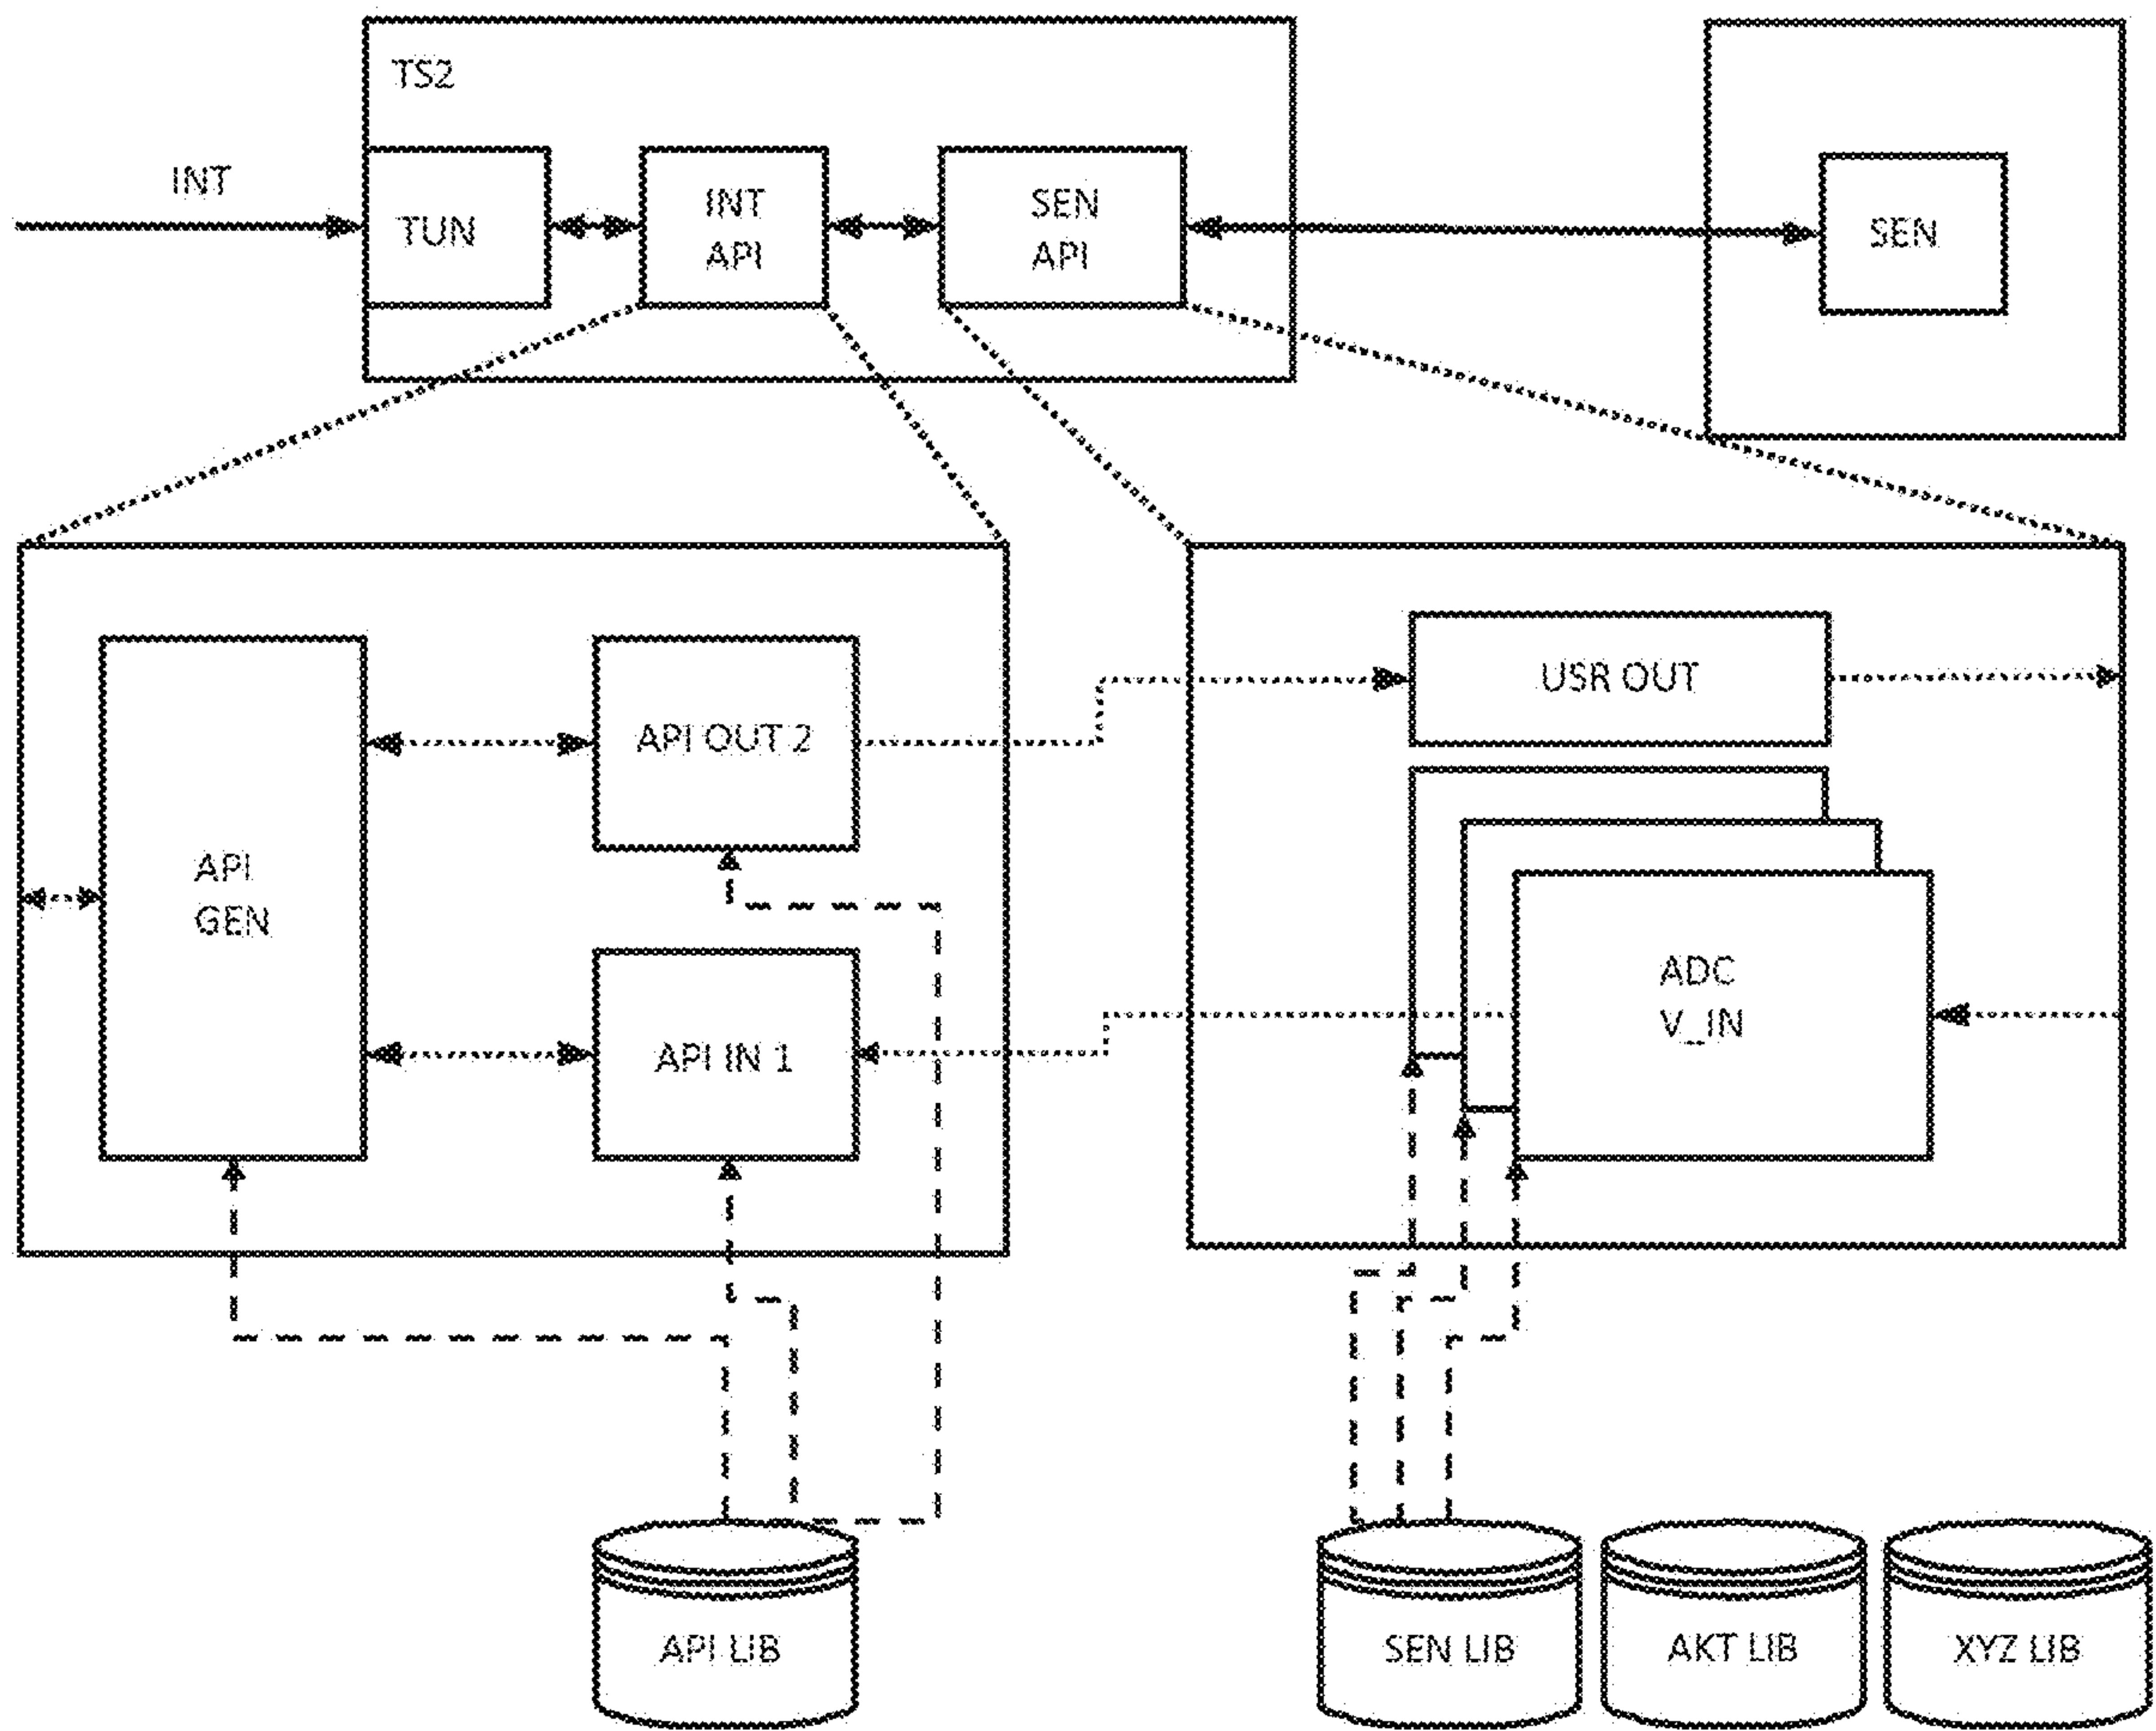 TS2
INT
TUN
INT
API
SEN
API
SEN
USR OUT
API OUT 2
API
GEN
ADC
V_IN
API IN 1
API LIB
SEN LIB
AKT LIB
XYZ LIB